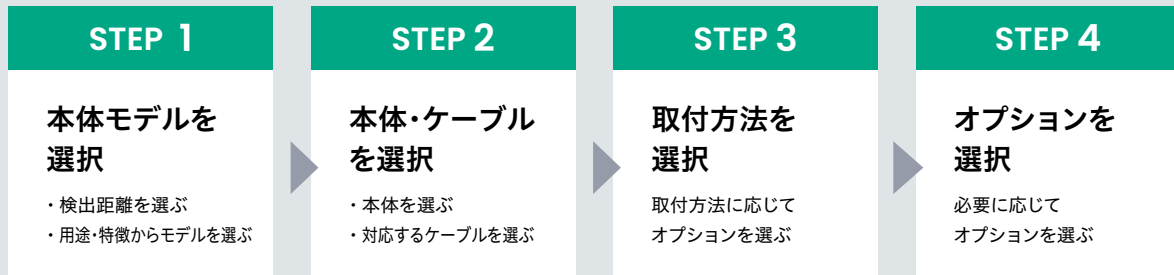 STEP 1
本体モデルを
選択
・検出距離を選ぶ
・用途・特徴からモデルを選ぶ
STEP 2
本体・ケーブル
を選択
・本体を選ぶ
・対応するケーブルを選ぶ
STEP 3
取付方法を
選択
取付方法に応じて
オプションを選ぶ
STEP 4
オプションを
選択
必要に応じて
オプションを選ぶ